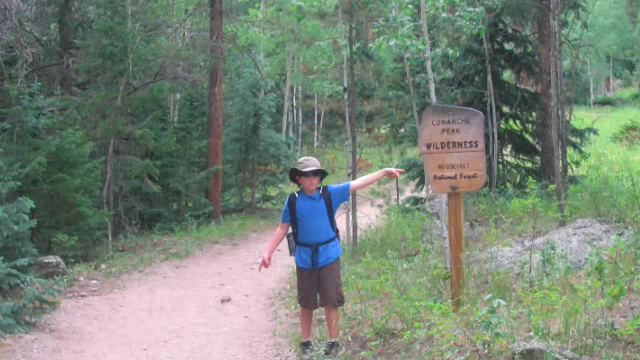 COMANCHE
PEAK
WILDERNESS
ROOSEVELT
National Forest